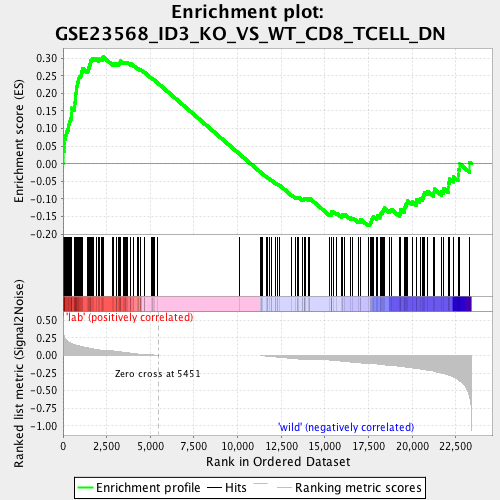 Enrichment plot:
GSE23568_ID3_KO_VS_WT_CD8_TCELL_DN
Enrichment score (ES)
0.30
0.25
0.20
0.15
0.10
0.05
0.00
-0.05
-0.10
-0.15
-0.20
Ranked list metric (Signal2Noise)
'lab' (positively correlated)
0.50
0.25
0.00
-0.25
-0.50
-0.75
-1.00
Zero cross at 5451
'wild' (negatively correlated)
0 2,500 5,000 7,500 10,000 12,500 15,000 17,500 20,000 22,500
Rank in Ordered Dataset
Enrichment profile Hits Ranking metric scores